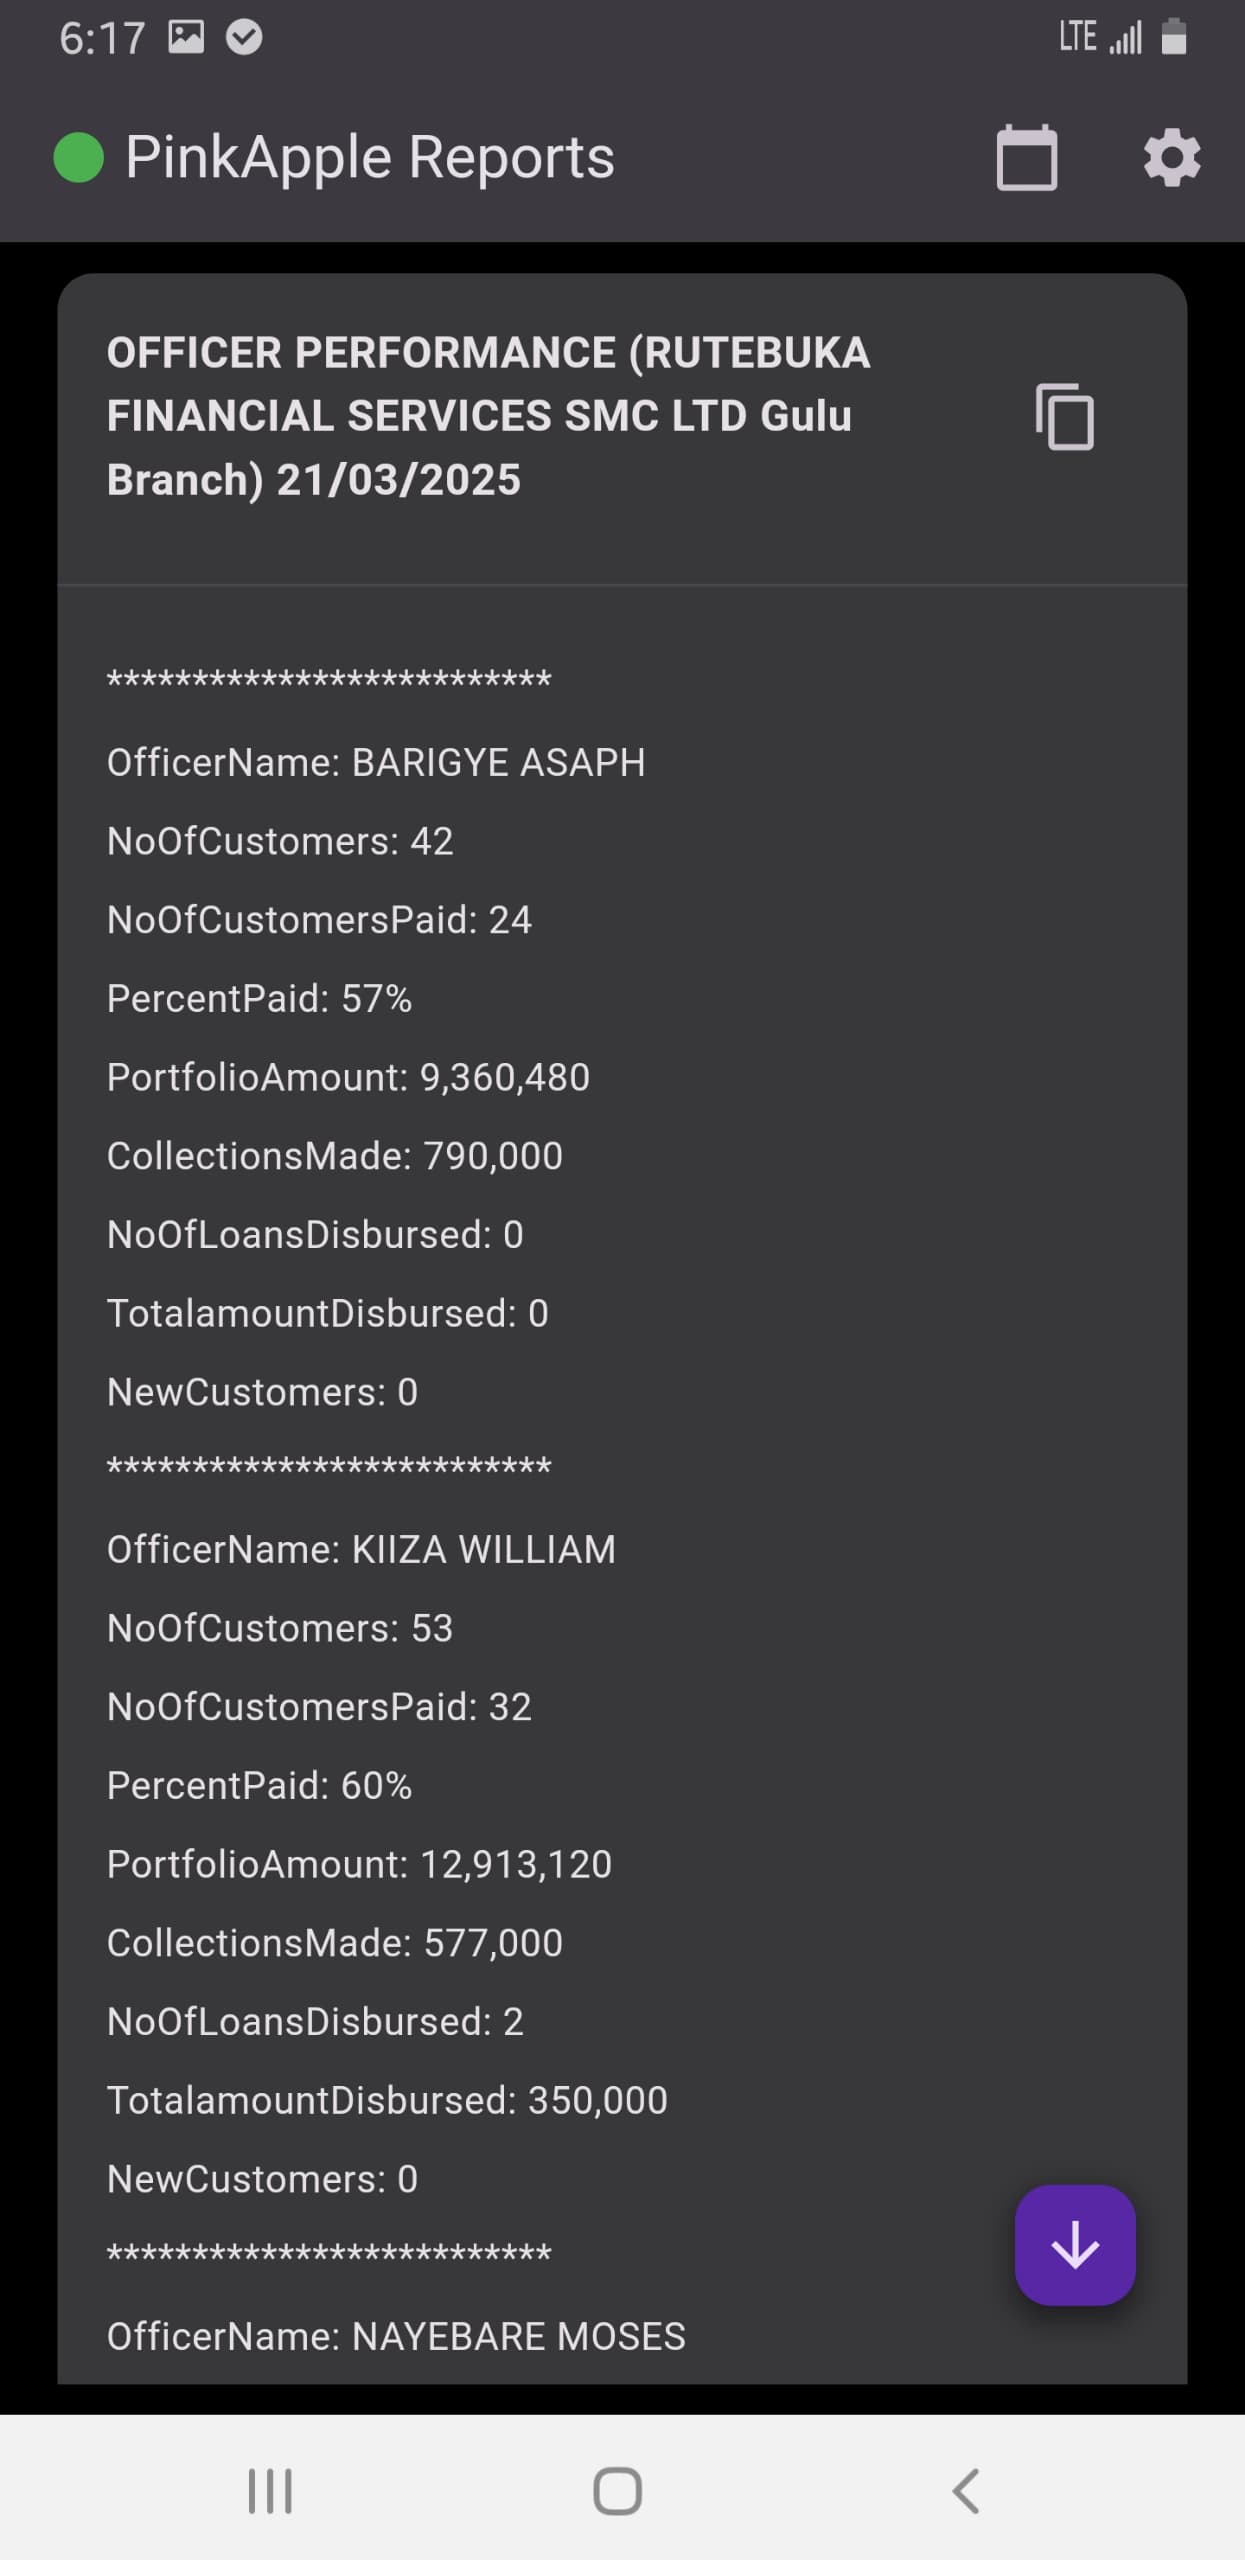 6:17
LTE
PinkApple Reports
OFFICER PERFORMANCE (RUTEBUKA
FINANCIAL SERVICES SMC LTD Gulu
Branch) 21/03/2025
**************************
OfficerName: BARIGYE ASAPH
NoOfCustomers: 42
NoOfCustomersPaid: 24
PercentPaid: 57%
PortfolioAmount: 9,360,480
CollectionsMade: 790,000
NoOfLoansDisbursed: 0
TotalamountDisbursed: 0
NewCustomers: 0
**************************
OfficerName: KIIZA WILLIAM
NoOfCustomers: 53
NoOfCustomersPaid: 32
PercentPaid: 60%
PortfolioAmount: 12,913,120
CollectionsMade: 577,000
NoOfLoansDisbursed: 2
TotalamountDisbursed: 350,000
NewCustomers: 0
**************************
OfficerName: NAYEBARE MOSES